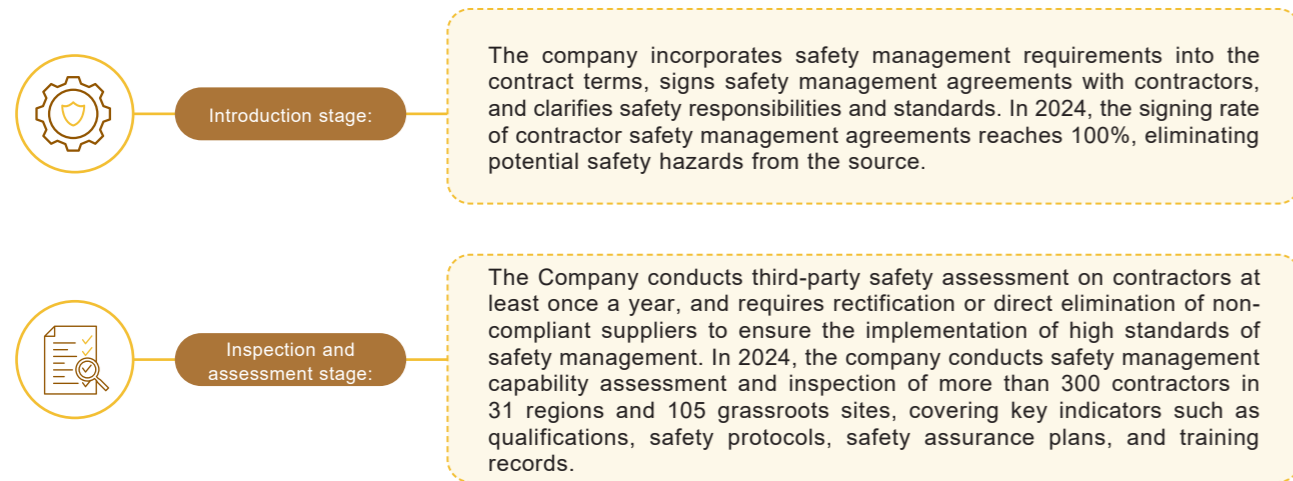 Introduction stage:
The company incorporates safety management requirements into the
contract terms, signs safety management agreements with contractors,
and clarifies safety responsibilities and standards. In 2024, the signing rate
of contractor safety management agreements reaches 100%, eliminating
potential safety hazards from the source.
Inspection and
assessment stage:
The Company conducts third-party safety assessment on contractors at
least once a year, and requires rectification or direct elimination of non-
compliant suppliers to ensure the implementation of high standards of
safety management. In 2024, the company conducts safety management
capability assessment and inspection of more than 300 contractors in
31 regions and 105 grassroots sites, covering key indicators such as
qualifications, safety protocols, safety assurance plans, and training
records.